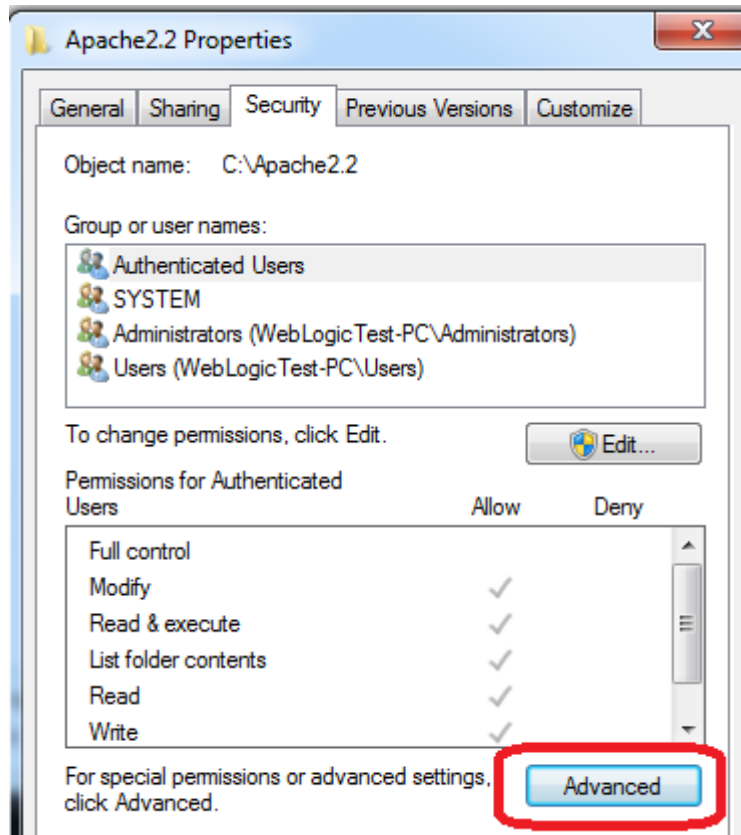 Apache2.2 Properties
General Sharing Security Previous Versions Customize
Object name: C:\Apache2.2
Group or user names:
Authenticated Users
SYSTEM
Administrators (WebLogicTest-PC\Administrators)
Users (WebLogicTest-PC\Users)
To change permissions, click Edit.
Edit...
Permissions for Authenticated
Users Allow Deny
Full control
Modify
Read & execute
List folder contents
Read
Write
For special permissions or advanced settings,
click Advanced.
Advanced